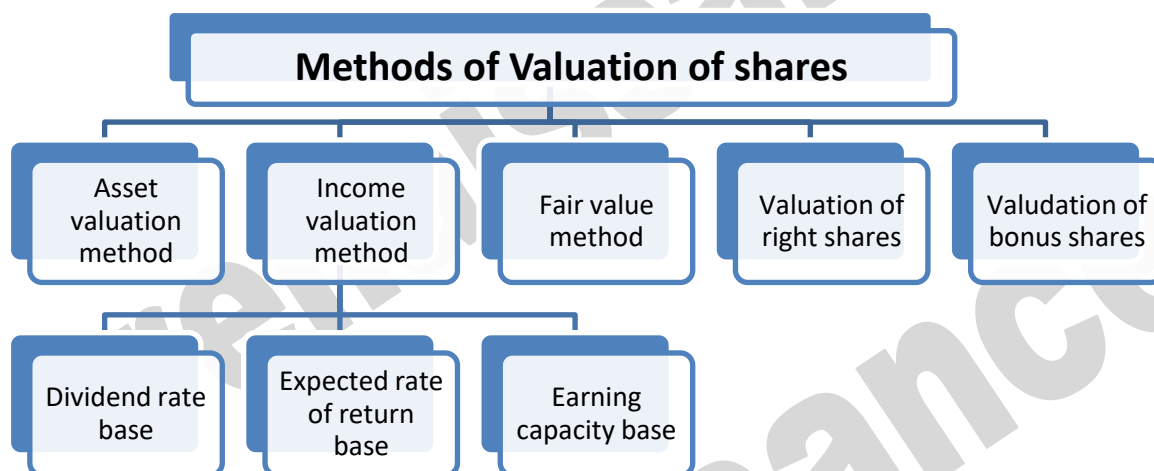 Methods of Valuation of shares
Asset
valuation
method
Income
valuation
method
Fair value
method
Valuation of
right shares
Valudation of
bonus shares
Dividend rate
base
Expected rate
of return
base
Earning
capacity base